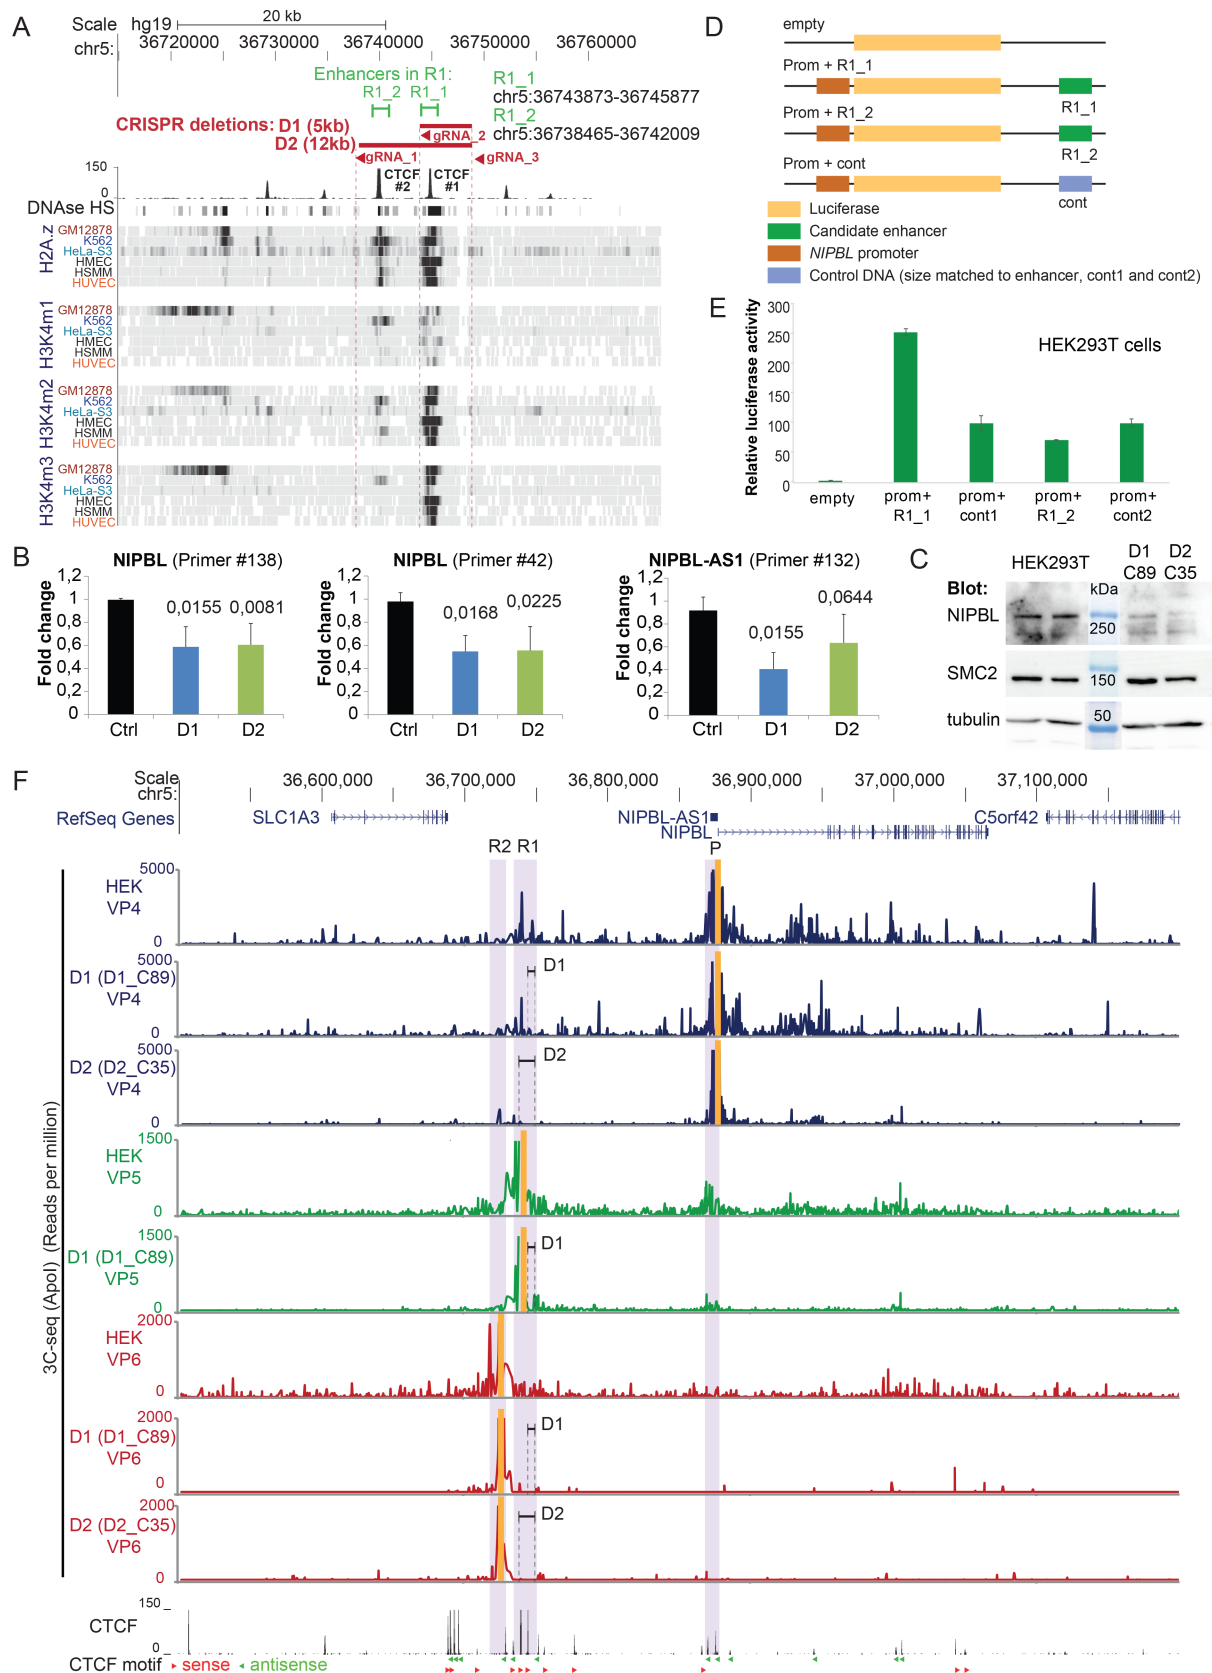 A
Scale hg19 20 kb
chr5: 36720000 36730000 36740000 36750000 36760000
Enhancers in R1:
R1_2 R1_1
R1_1
chr5:36743873-36745877
R1_2
chr5:36738465-36742009
CRISPR deletions: D1 (5kb)
D2 (12kb)
gRNA_2
gRNA_1
gRNA_3
150
0
CTCF #2
CTCF #1
DNAse HS
H2A.z
GM12878
K562
HeLa-S3
HMEC
HSMM
HUVEC
H3K4m1
GM12878
K562
HeLa-S3
HMEC
HSMM
HUVEC
H3K4m2
GM12878
K562
HeLa-S3
HMEC
HSMM
HUVEC
H3K4m3
GM12878
K562
HeLa-S3
HMEC
HSMM
HUVEC
D
empty
Prom + R1_1
R1_1
Prom + R1_2
R1_2
Prom + cont
cont
Luciferase
Candidate enhancer
NIPBL promoter
Control DNA (size matched to enhancer, cont1 and cont2)
E
Relative luciferase activity
300
250
200
150
100
50
0
HEK293T cells
empty
prom+ R1_1
prom+ cont1
prom+ R1_2
prom+ cont2
B
NIPBL (Primer #138)
Fold change
1,2
1
0,8
0,6
0,4
0,2
0
0,0155 0,0081
Ctrl D1 D2
NIPBL (Primer #42)
Fold change
1,2
1
0,8
0,6
0,4
0,2
0
0,0168 0,0225
Ctrl D1 D2
NIPBL-AS1 (Primer #132)
Fold change
1,2
1
0,8
0,6
0,4
0,2
0
0,0155 0,0644
Ctrl D1 D2
C
HEK293T
D1 D2
C89 C35
Blot:
kDa
NIPBL
250
SMC2
150
tubulin
50
F
Scale
chr5:
36,600,000 36,700,000 36,800,000 36,900,000 37,000,000 37,100,000
RefSeq Genes
SLC1A3
NIPBL-AS1
NIPBL
C5orf42
R2 R1 P
3C-seq (ApoI) (Reads per million)
5000
HEK
VP4
0
5000
D1 (D1_C89)
VP4
0
D1
5000
D2 (D2_C35)
VP4
0
D2
1500
HEK
VP5
0
1500
D1 (D1_C89)
VP5
0
D1
2000
HEK
VP6
0
2000
D1 (D1_C89)
VP6
0
D1
2000
D2 (D2_C35)
VP6
0
D2
150
CTCF
0
CTCF motif sense antisense